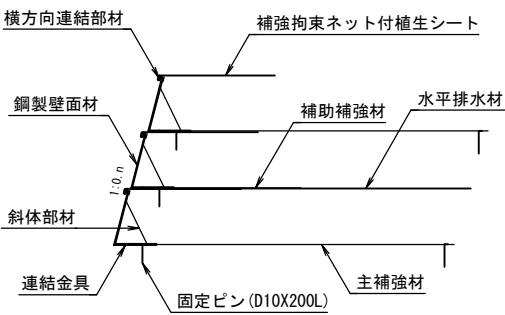 横方向連結部材
補強拘束ネット付植生シート
鋼製壁面材
補助補強材
水平排水材
1:0.n
斜体部材
連結金具
固定ピン(D10X200L)
主補強材